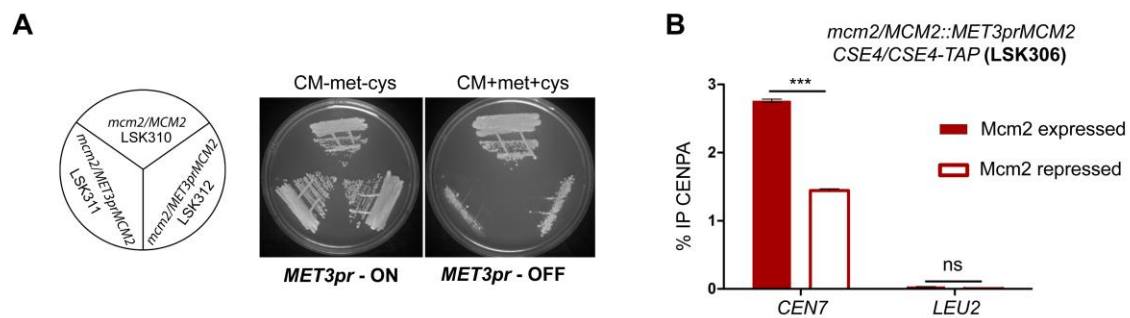 A
mcm2/MCM2
LSK310
mcm2/MET3prMCM2
LSK311
mcm2/MET3prMCM2
LSK312
CM-met-cys
CM+met+cys
MET3pr - ON
MET3pr - OFF
B
mcm2/MCM2::MET3prMCM2
CSE4/CSE4-TAP (LSK306)
% IP CENPA
3
2
1
0
***
ns
CEN7
LEU2
Mcm2 expressed
Mcm2 repressed